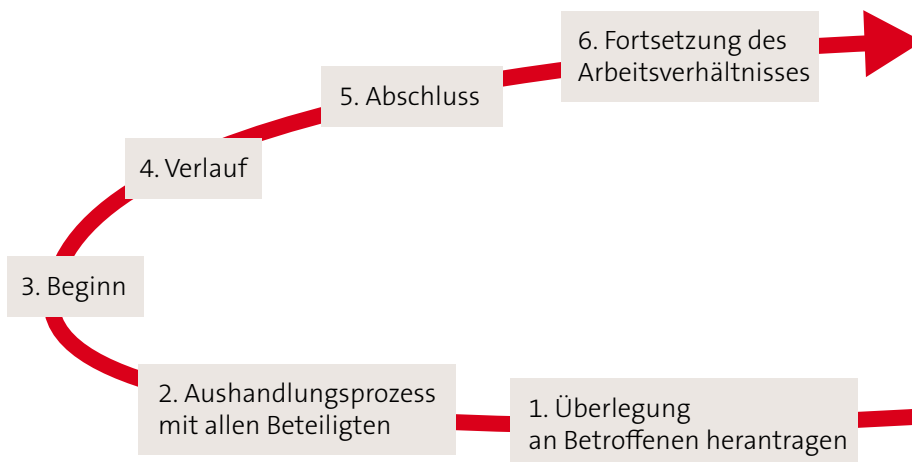 6. Fortsetzung des
Arbeitsverhältnisses
5. Abschluss
4. Verlauf
3. Beginn
2. Aushandlungsprozess
mit allen Beteiligten
1. Überlegung
an Betroffenen herantragen